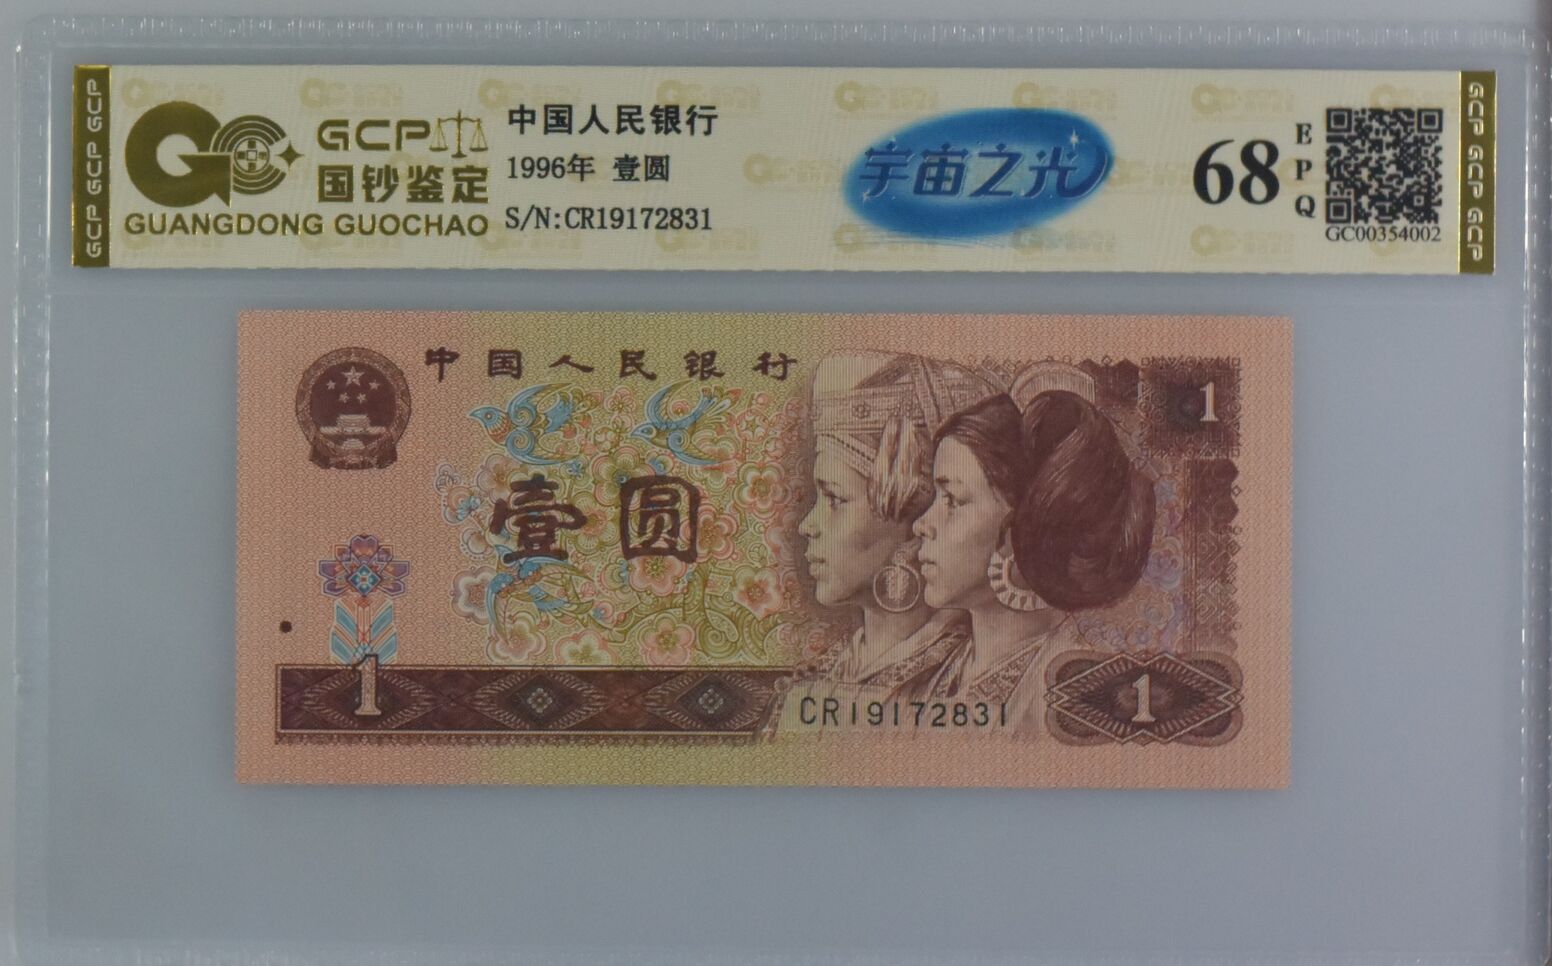 GCP GCP GCP
GCP
国钞鉴定
GUANGDONG GUOCHAO
中国人民银行
1996年 壹圆
S/N:CR19172831
宇宙之光
68
EPQ
GC00354002
GCP GCP GCP
中国人民银行
1
壹圆
1
CR19172831
1